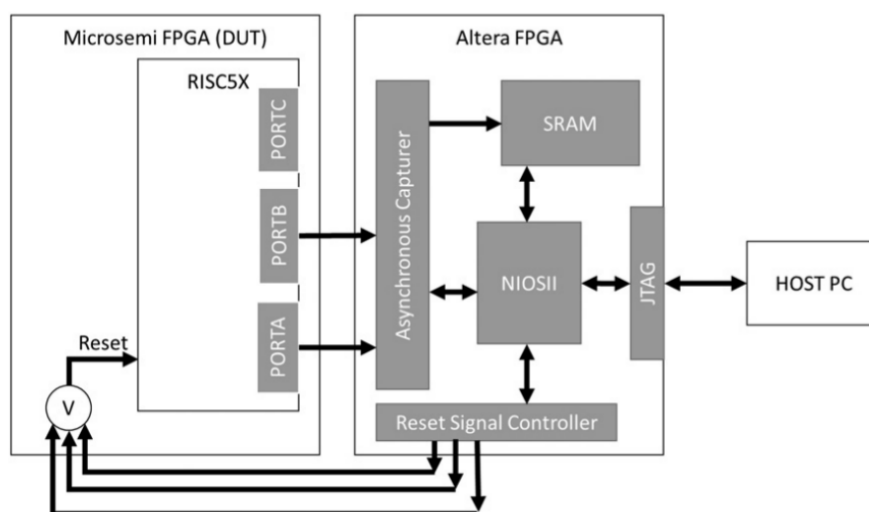 Microsemi FPGA (DUT)
Altera FPGA
RISC5X
PORTC
PORTB
PORTA
Reset
V
Asynchronous Capturer
SRAM
NIOSII
JTAG
HOST PC
Reset Signal Controller